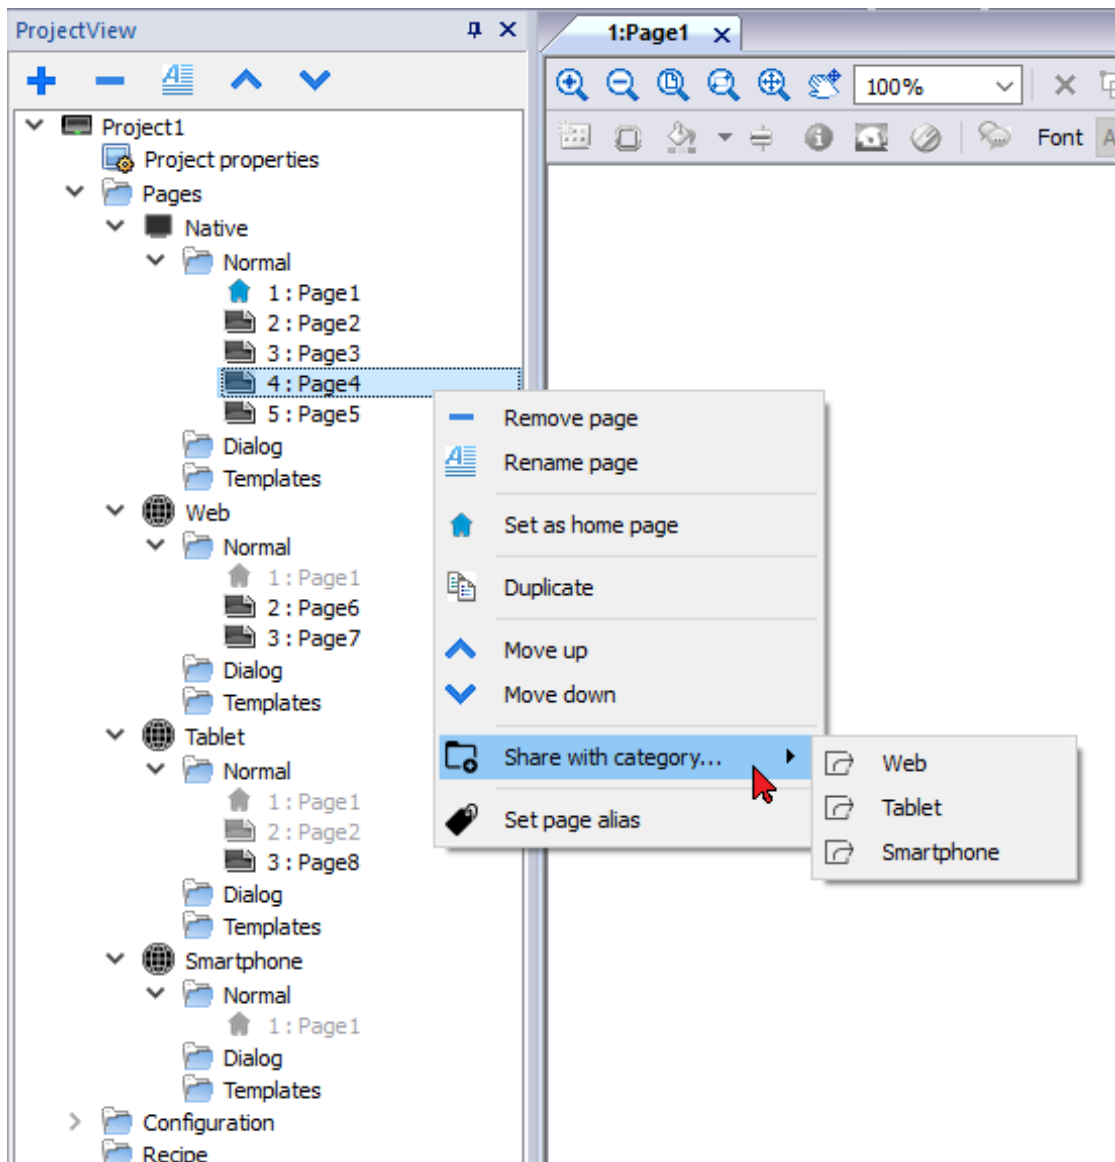 ProjectView
Project1
Project properties
Pages
Native
Normal
1 : Page1
2 : Page2
3 : Page3
4 : Page4
5 : Page5
Dialog
Templates
Web
Normal
1 : Page1
2 : Page6
3 : Page7
Dialog
Templates
Tablet
Normal
1 : Page1
2 : Page2
3 : Page8
Dialog
Templates
Smartphone
Normal
1 : Page1
Dialog
Templates
Configuration
Recipe
1:Page1
100%
Font A
Remove page
Rename page
Set as home page
Duplicate
Move up
Move down
Share with category...
Set page alias
Web
Tablet
Smartphone